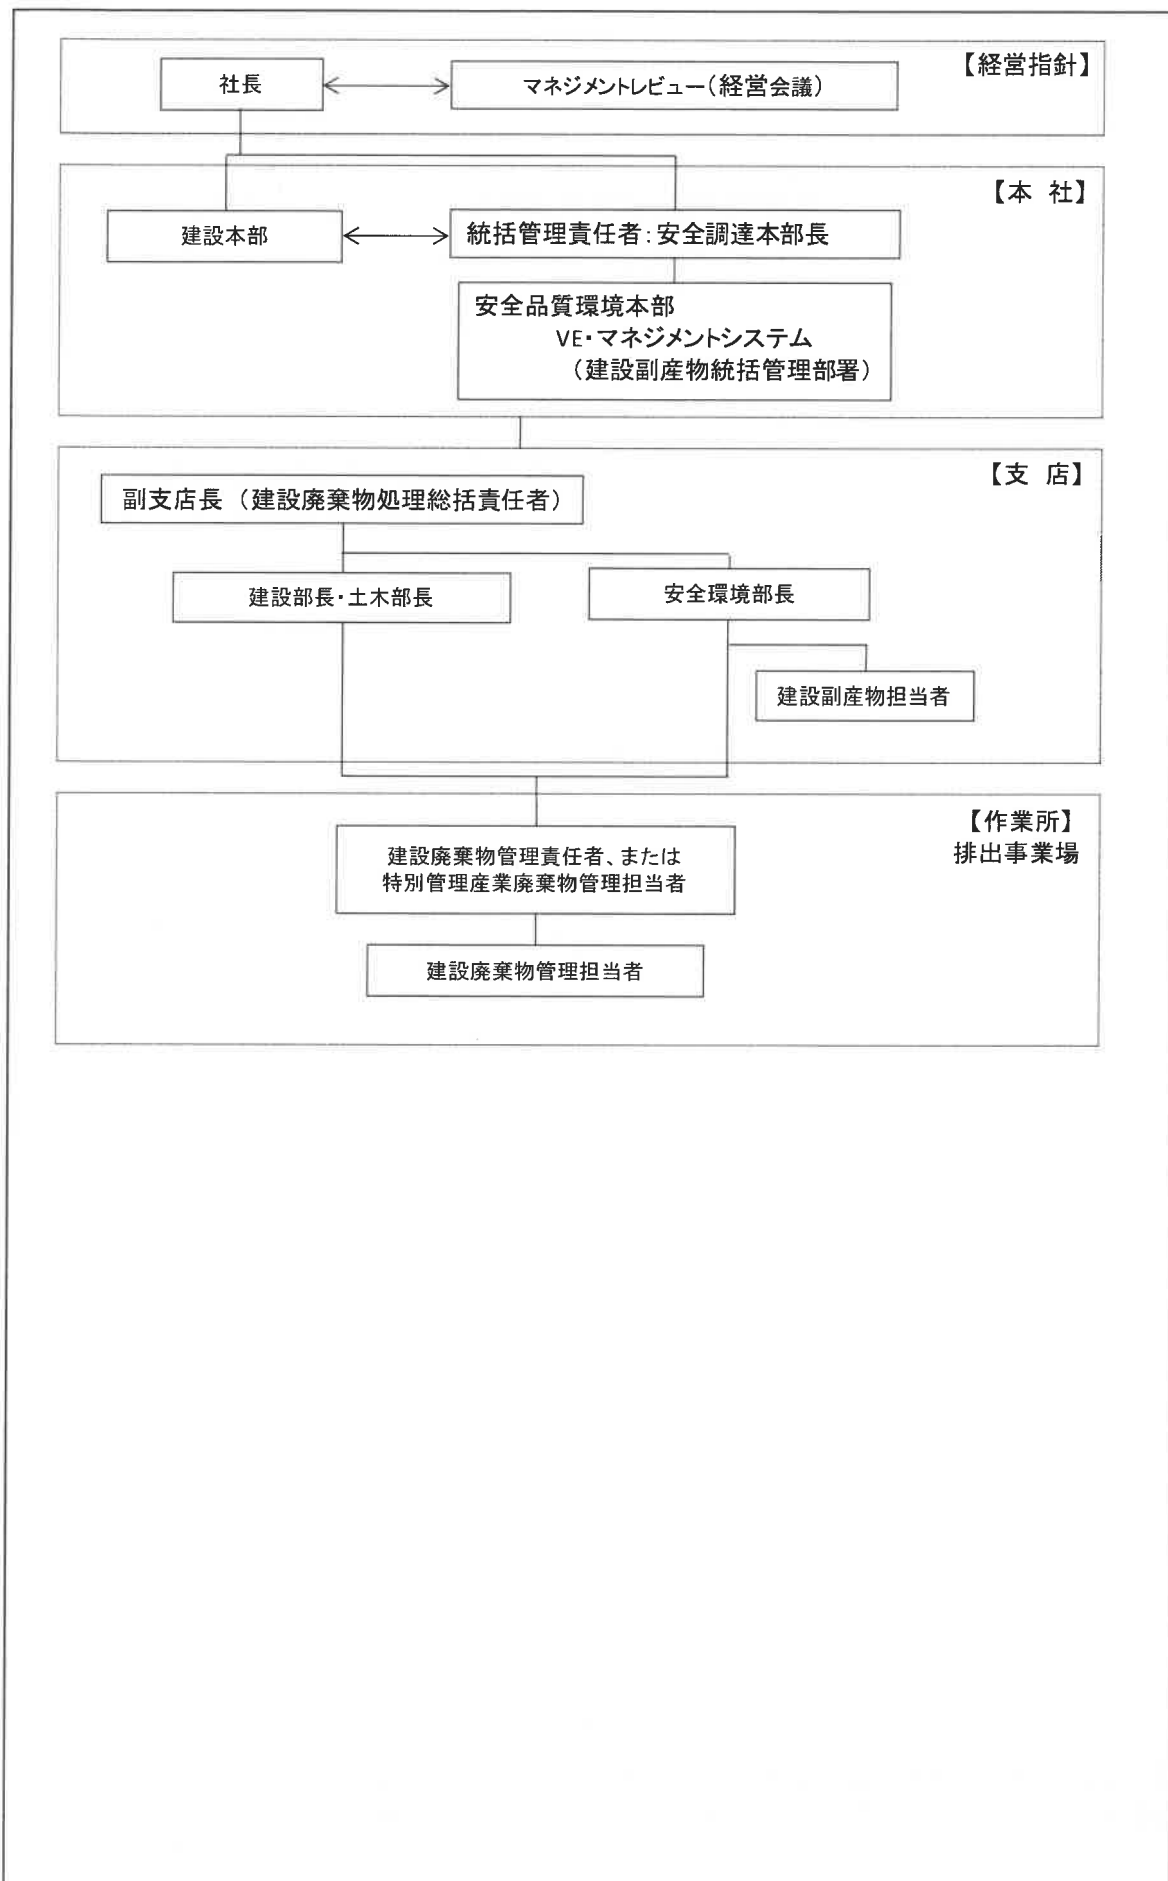 【経営指針】
社長
マネジメントレビュー(経営会議)
【本 社】
建設本部
統括管理責任者:安全調達本部長
安全品質環境本部
VE・マネジメントシステム
(建設副産物統括管理部署)
【支 店】
副支店長 (建設廃棄物処理総括責任者)
建設部長・土木部長
安全環境部長
建設副産物担当者
【作業所】
排出事業場
建設廃棄物管理責任者、または
特別管理産業廃棄物管理担当者
建設廃棄物管理担当者